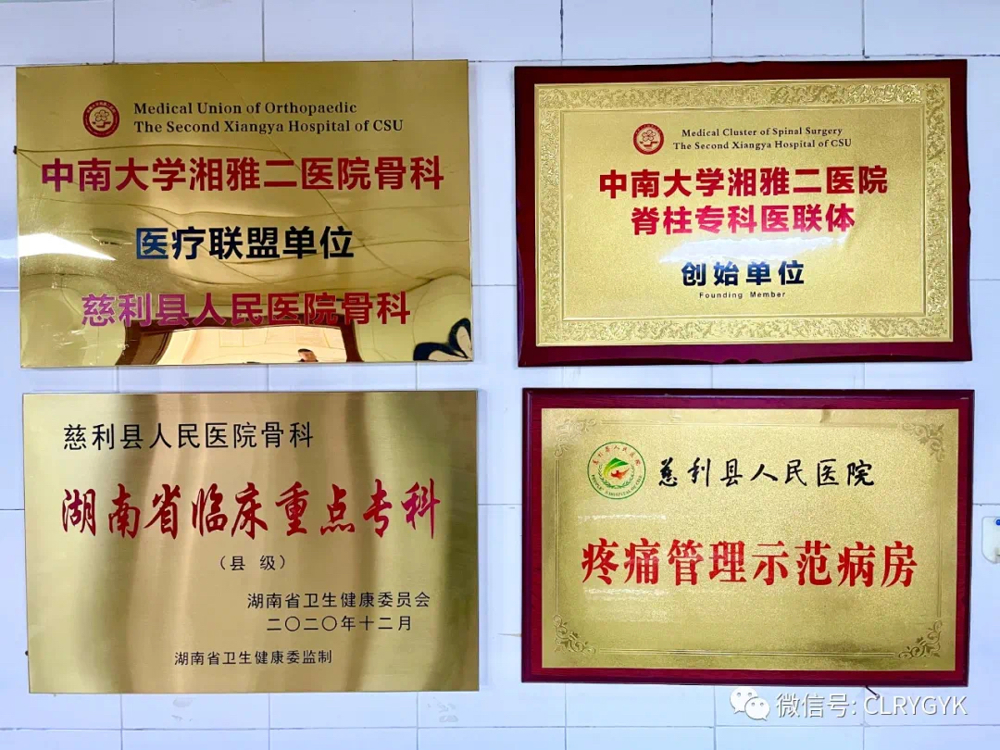 Medical Union of Orthopaedic
The Second Xiangya Hospital of CSU
中南大学湘雅二医院骨科
医疗联盟单位
慈利县人民医院骨科
Medical Cluster of Spinal Surgery
The Second Xiangya Hospital of CSU
中南大学湘雅二医院
脊柱专科医联体
创始单位
Founding Member
慈利县人民医院骨科
湖南省临床重点专科
（县 级）
湖南省卫生健康委员会
二〇二〇年十二月
湖南省卫生健康委监制
慈利县人民医院
慈利县人民医院
疼痛管理示范病房
微信号: CLRYGYK